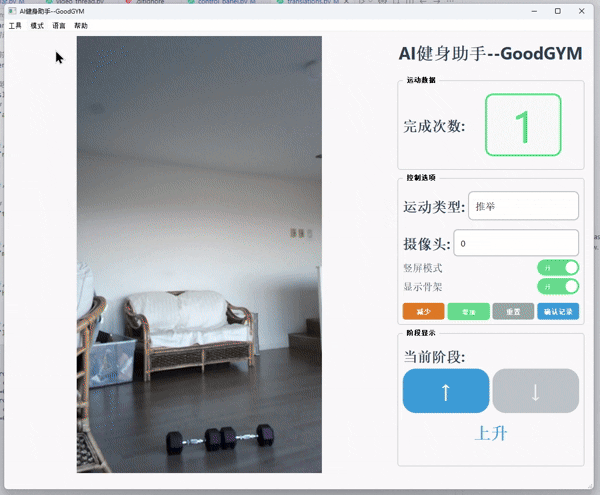 AI健身助手--GoodGYM
工具 模式 语言 帮助
AI健身助手--GoodGYM
运动数据
完成次数:
1
控制选项
运动类型:
推举
摄像头:
0
竖屏模式
开
显示骨架
开
减少
增加
重置
确认记录
阶段显示
当前阶段:
↑
↓
上升